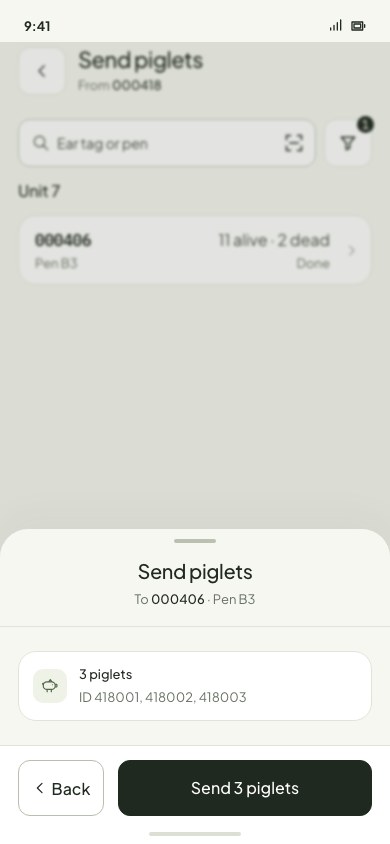 9:41
Send piglets
From 000418
Ear tag or pen
1
Unit 7
000406
11 alive · 2 dead
Pen B3
Done
Send piglets
To 000406 · Pen B3
3 piglets
ID 418001, 418002, 418003
Back
Send 3 piglets